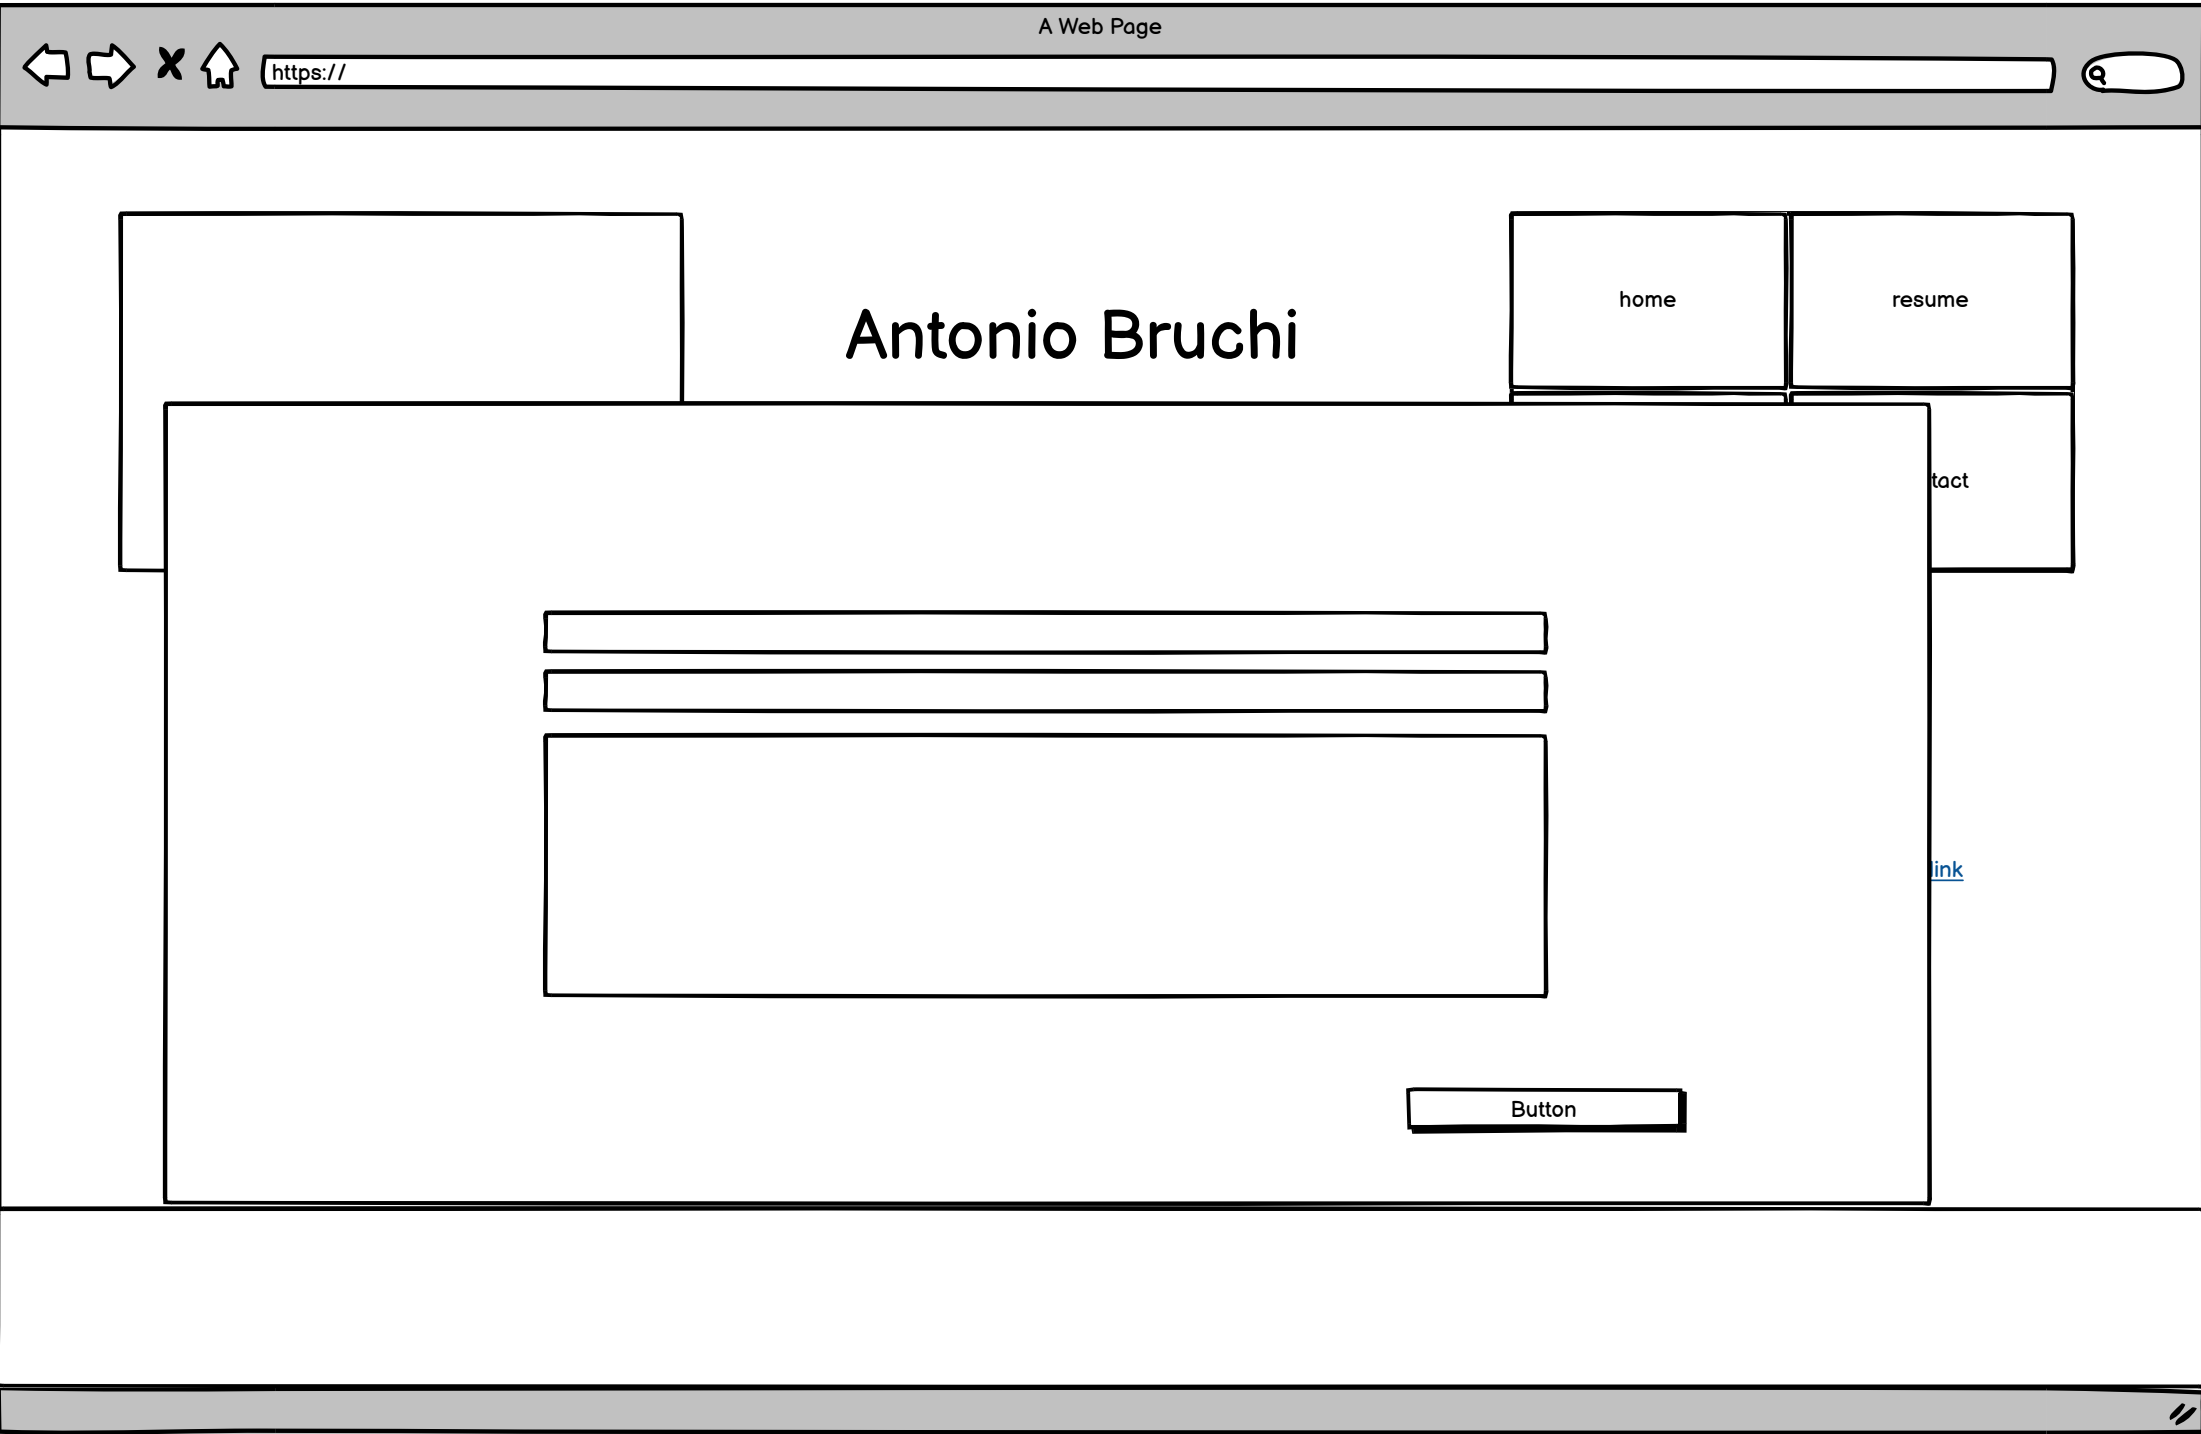 A Web Page
https://
home
resume
Antonio Bruchi
tact
link
Button